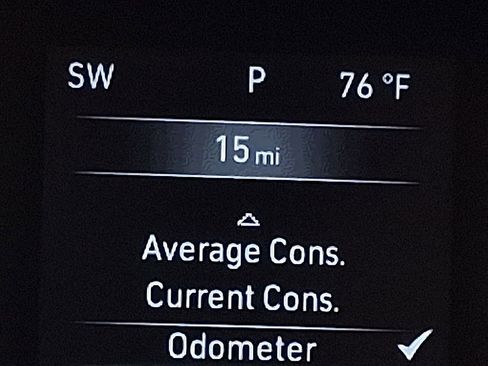 SW P 76 °F
15 mi
Average Cons.
Current Cons.
Odometer